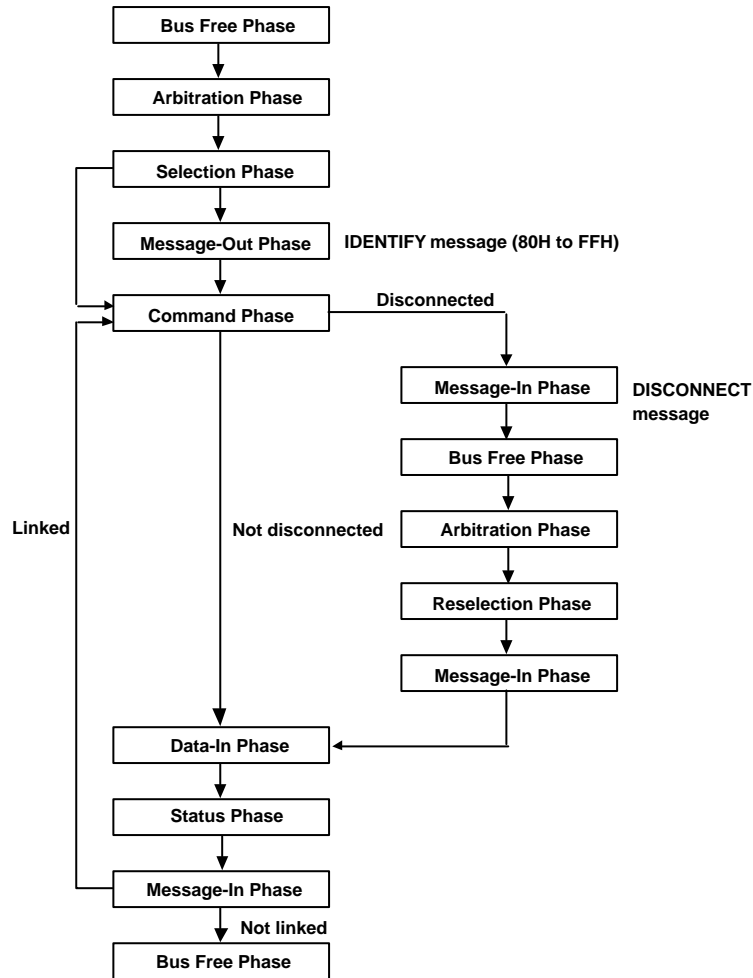 Bus Free Phase
Arbitration Phase
Selection Phase
Message-Out Phase
IDENTIFY message (80H to FFH)
Command Phase
Disconnected
Message-In Phase
DISCONNECT
message
Bus Free Phase
Linked
Not disconnected
Arbitration Phase
Reselection Phase
Message-In Phase
Data-In Phase
Status Phase
Message-In Phase
Not linked
Bus Free Phase